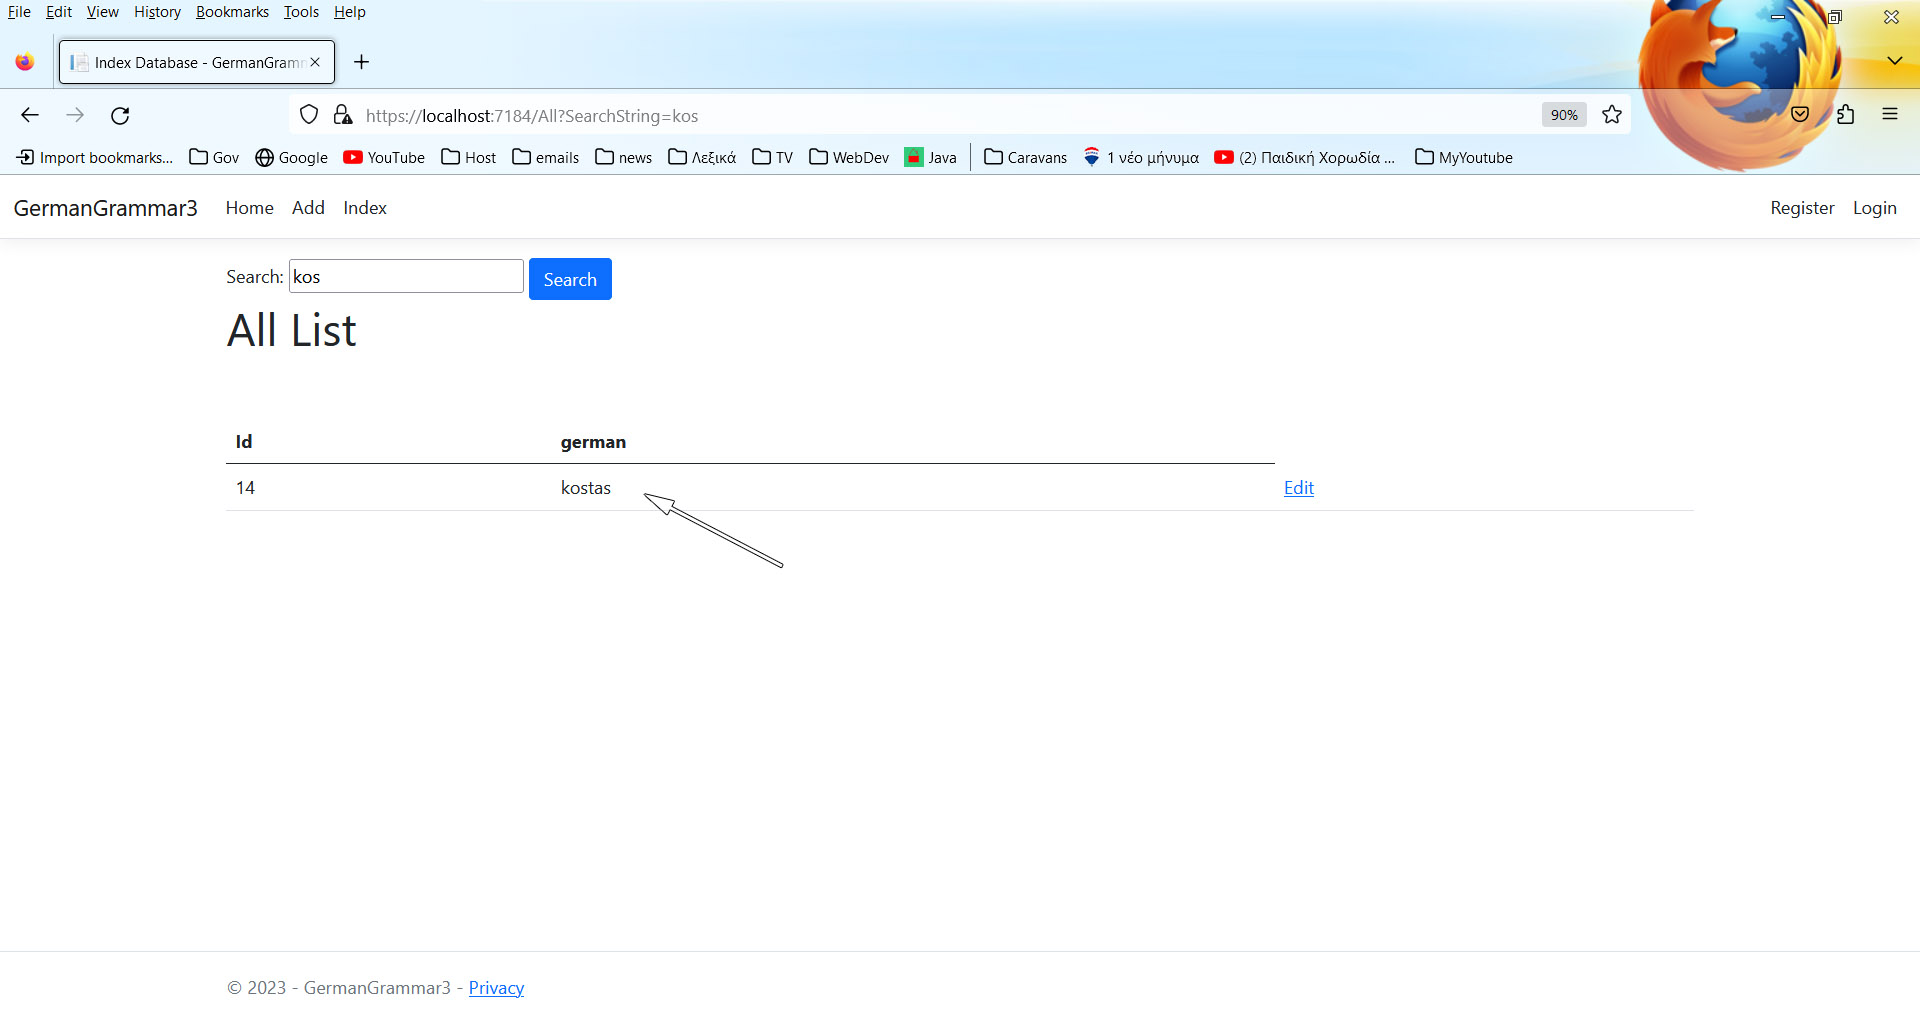 File Edit View History Bookmarks Tools Help
Index Database - GermanGramm
https://localhost:7184/All?SearchString=kos 90%
Import bookmarks... Gov Google YouTube Host emails news Λεξικά TV WebDev Java Caravans 1 νέο μήνυμα (2) Παιδική Χορωδία ... MyYoutube
GermanGrammar3 Home Add Index Register Login
Search: kos Search
All List
Id german
14 kostas Edit
© 2023 - GermanGrammar3 - Privacy